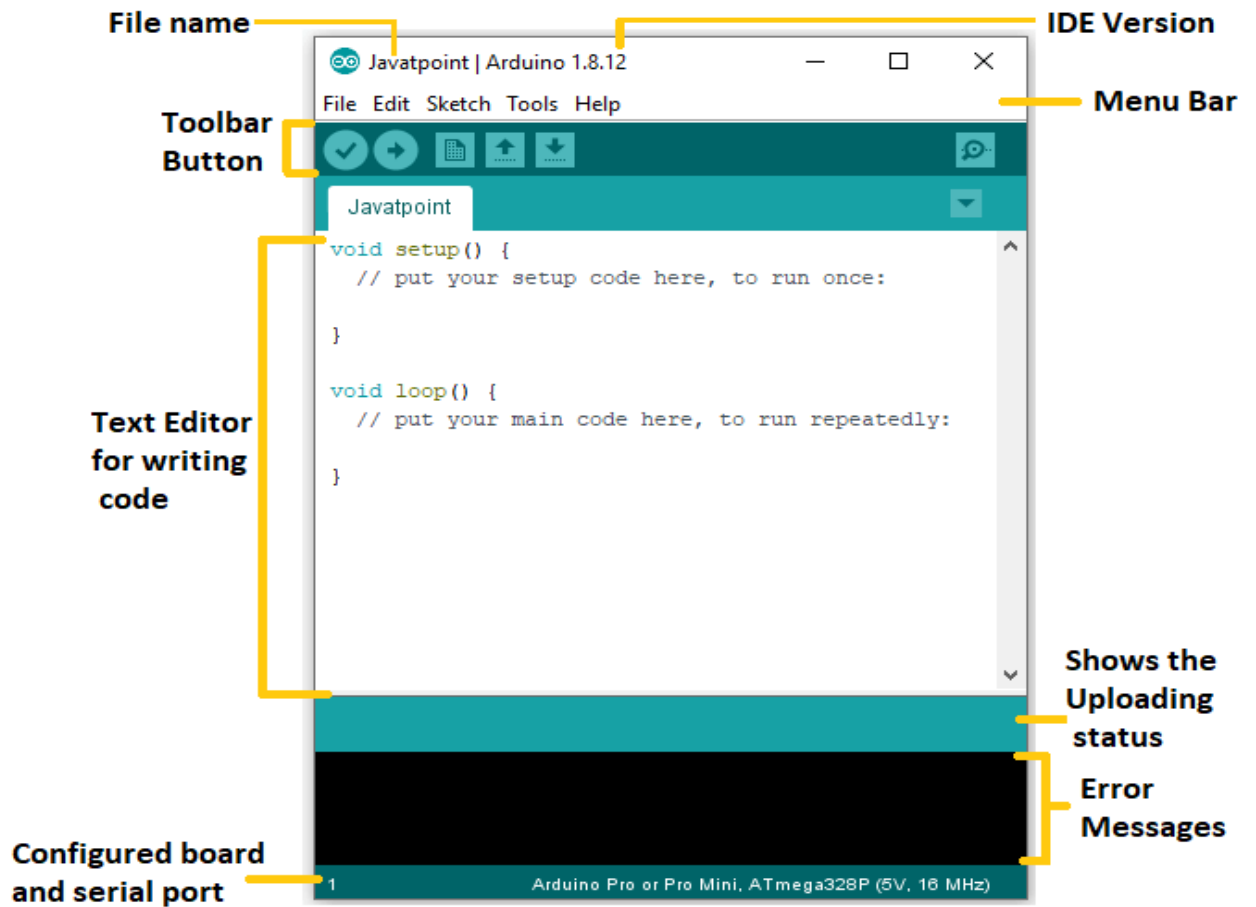 File name
IDE Version
Javatpoint | Arduino 1.8.12
File Edit Sketch Tools Help
Menu Bar
Toolbar
Button
Javatpoint
void setup() {
  // put your setup code here, to run once:
}
void loop() {
  // put your main code here, to run repeatedly:
}
Text Editor
for writing
code
Shows the
Uploading
status
Error
Messages
Configured board
and serial port
1 Arduino Pro or Pro Mini, ATmega328P (5V, 16 MHz)